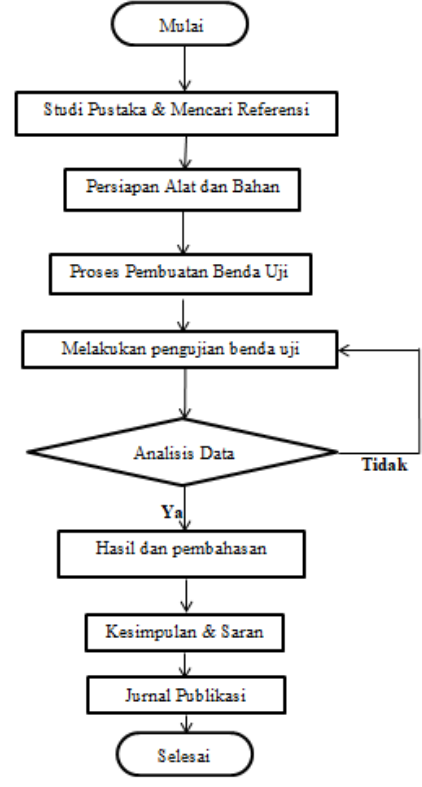 Mulai
Studi Pustaka & Mencari Referensi
Persiapan Alat dan Bahan
Proses Pembuatan Benda Uji
Melakukan pengujian benda uji
Analisis Data
Tidak
Ya
Hasil dan pembahasan
Kesimpulan & Saran
Jurnal Publikasi
Selesai